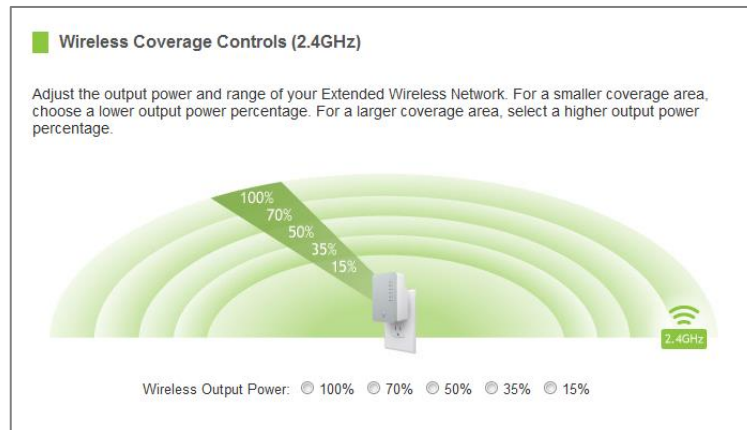 Wireless Coverage Controls (2.4GHz)
Adjust the output power and range of your Extended Wireless Network. For a smaller coverage area,
choose a lower output power percentage. For a larger coverage area, select a higher output power
percentage.
100%
70%
50%
35%
15%
2.4GHz
Wireless Output Power: 100% 70% 50% 35% 15%